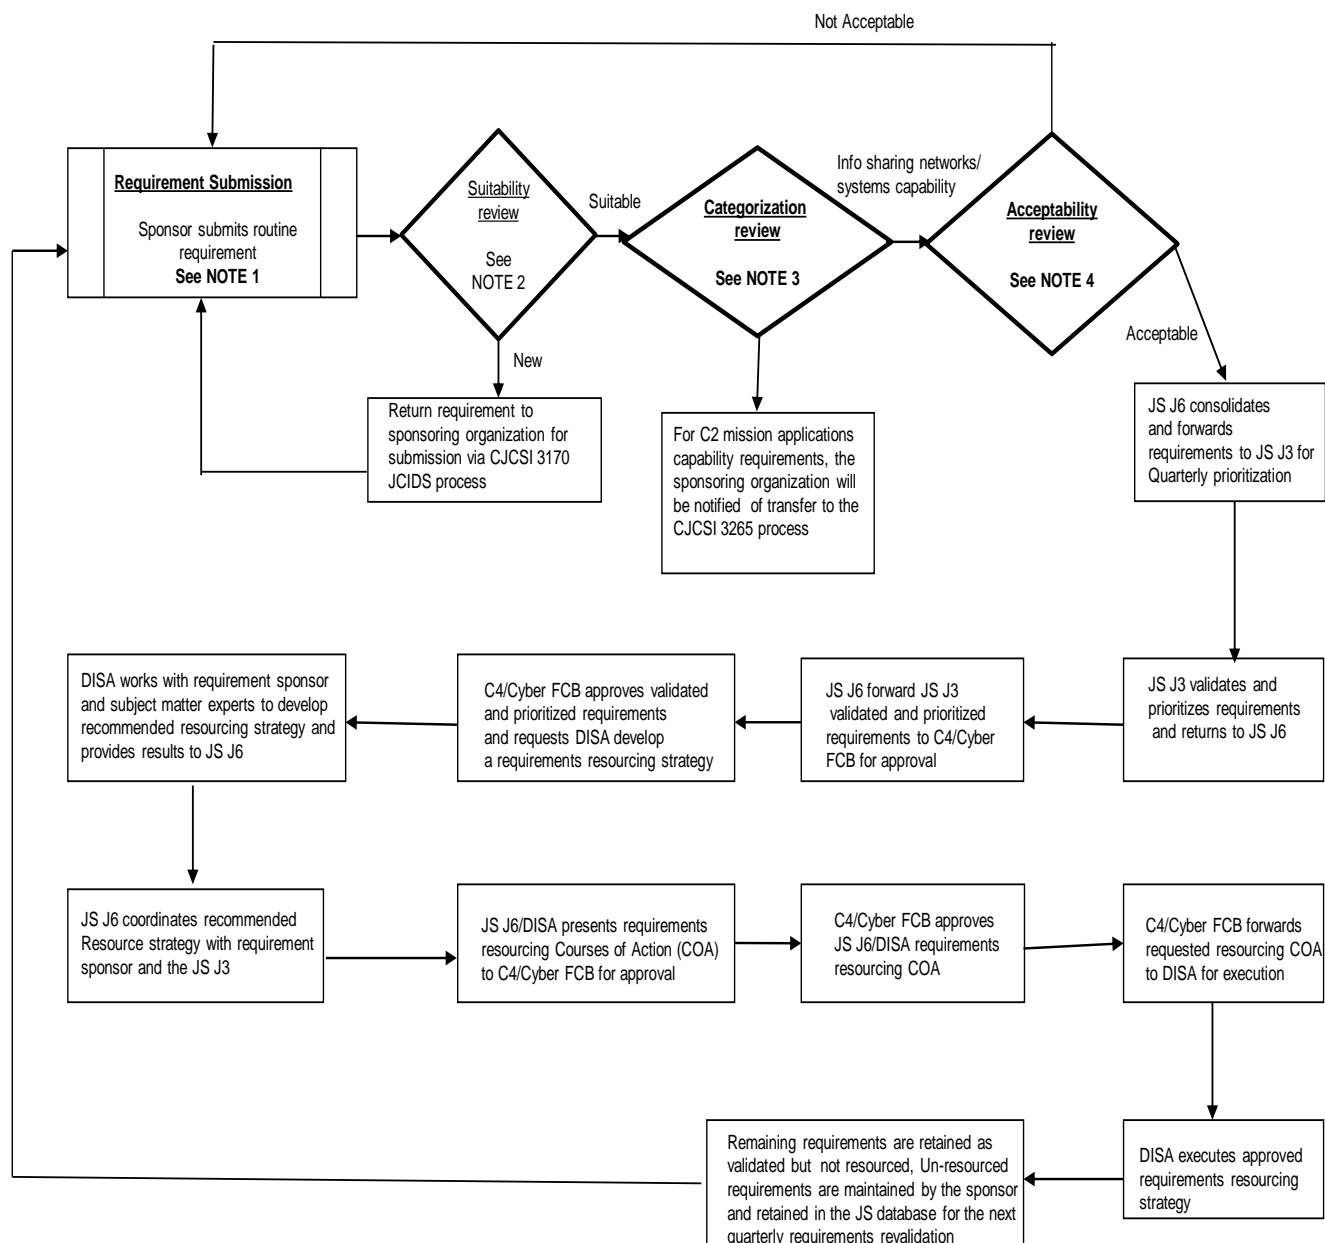 Not Acceptable
Requirement Submission
Sponsor submits routine
requirement
See NOTE 1
Suitability
review
See
NOTE 2
Suitable
Categorization
review
See NOTE 3
Info sharing networks/
systems capability
Acceptability
review
See NOTE 4
Acceptable
New
Return requirement to
sponsoring organization for
submission via CJCSI 3170
JCIDS process
For C2 mission applications
capability requirements, the
sponsoring organization will
be notified of transfer to the
CJCSI 3265 process
JS J6 consolidates
and forwards
requirements to JS J3 for
Quarterly prioritization
DISA works with requirement sponsor
and subject matter experts to develop
recommended resourcing strategy and
provides results to JS J6
C4/Cyber FCB approves validated
and prioritized requirements
and requests DISA develop
a requirements resourcing strategy
JS J6 forward JS J3
validated and prioritized
requirements to C4/Cyber
FCB for approval
JS J3 validates and
prioritizes requirements
and returns to JS J6
JS J6 coordinates recommended
Resource strategy with requirement
sponsor and the JS J3
JS J6/DISA presents requirements
resourcing Courses of Action (COA)
to C4/Cyber FCB for approval
C4/Cyber FCB approves
JS J6/DISA requirements
resourcing COA
C4/Cyber FCB forwards
requested resourcing COA
to DISA for execution
Remaining requirements are retained as
validated but not resourced, Un-resourced
requirements are maintained by the sponsor
and retained in the JS database for the next
quarterly requirements revalidation
DISA executes approved
requirements resourcing
strategy